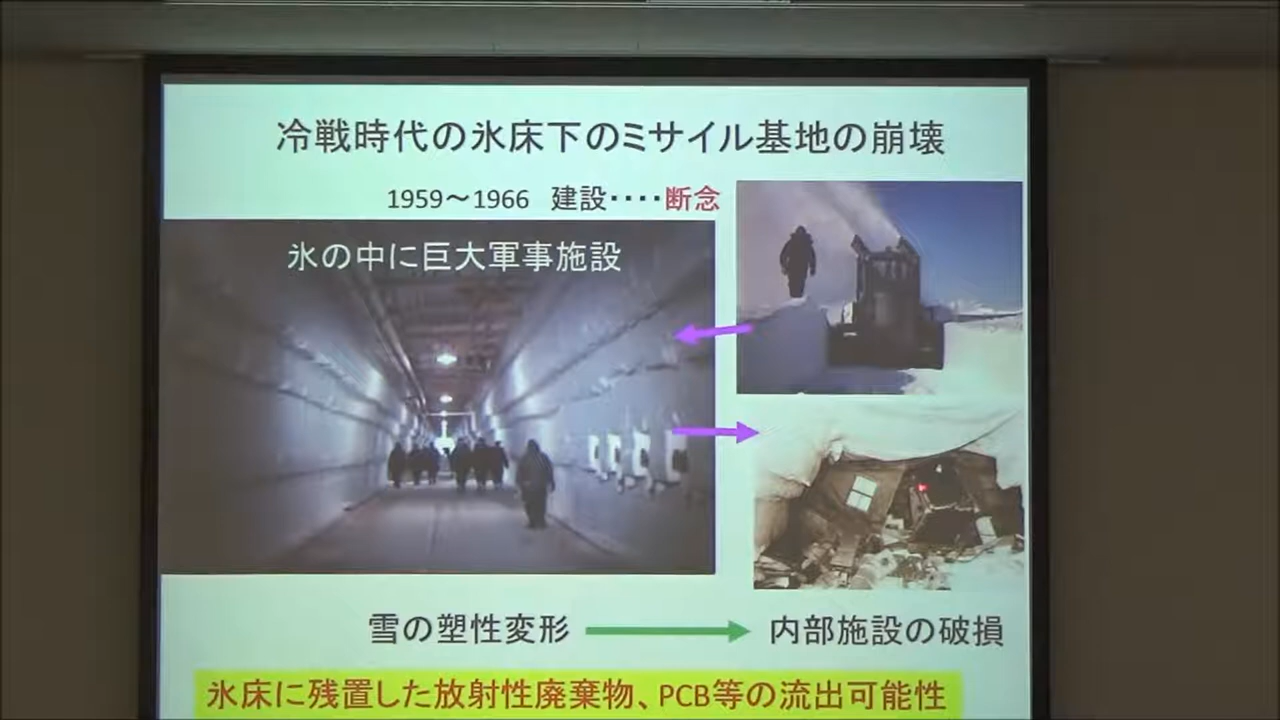 冷戦時代の氷床下のミサイル基地の崩壊
1959～1966　建設････断念
氷の中に巨大軍事施設
雪の塑性変形
内部施設の破損
氷床に残置した放射性廃棄物、PCB等の流出可能性